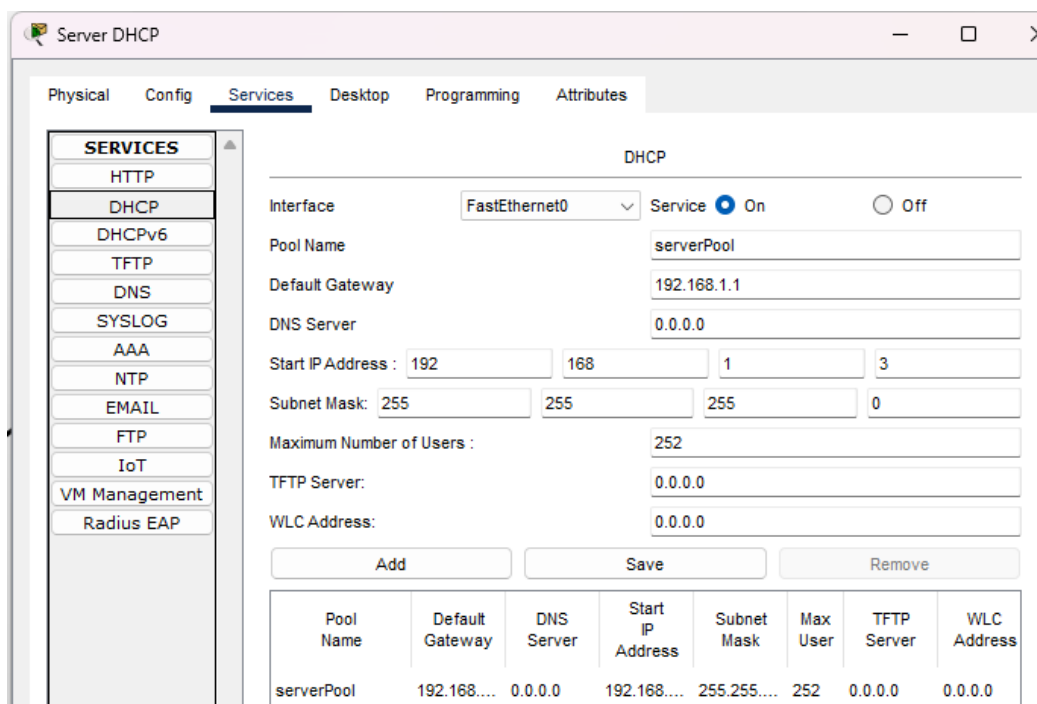 Server DHCP
Physical Config Services Desktop Programming Attributes
SERVICES
HTTP
DHCP
DHCPv6
TFTP
DNS
SYSLOG
AAA
NTP
EMAIL
FTP
IoT
VM Management
Radius EAP
DHCP
Interface FastEthernet0 Service On Off
Pool Name serverPool
Default Gateway 192.168.1.1
DNS Server 0.0.0.0
Start IP Address : 192 168 1 3
Subnet Mask: 255 255 255 0
Maximum Number of Users : 252
TFTP Server: 0.0.0.0
WLC Address: 0.0.0.0
Add Save Remove
Pool Name Default Gateway DNS Server Start IP Address Subnet Mask Max User TFTP Server WLC Address
serverPool 192.168.... 0.0.0.0 192.168.... 255.255.... 252 0.0.0.0 0.0.0.0